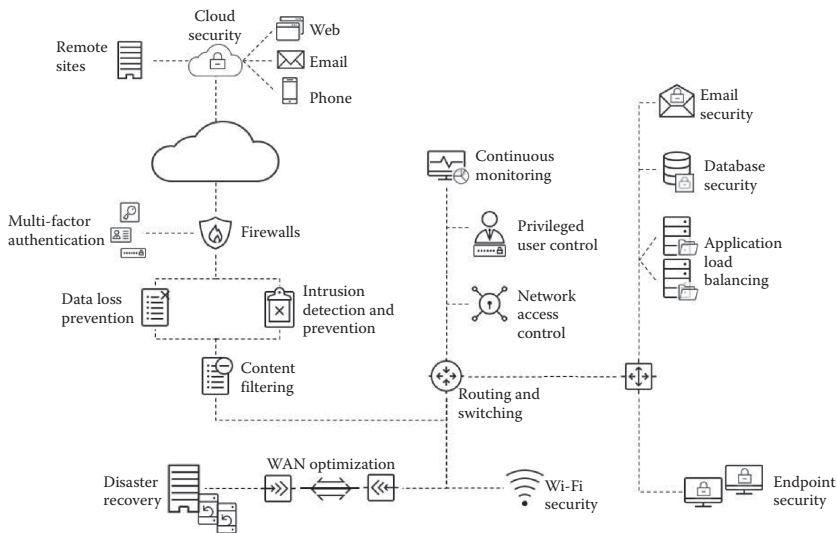 Cloud
security
Web
Remote
sites
Email
Phone
Email
security
Continuous
monitoring
Database
security
Multi-factor
authentication
Firewalls
Privileged
user control
Application
load
balancing
Data loss
prevention
Intrusion
detection and
prevention
Network
access
control
Content
filtering
Routing and
switching
WAN optimization
Disaster
recovery
Wi-Fi
security
Endpoint
security